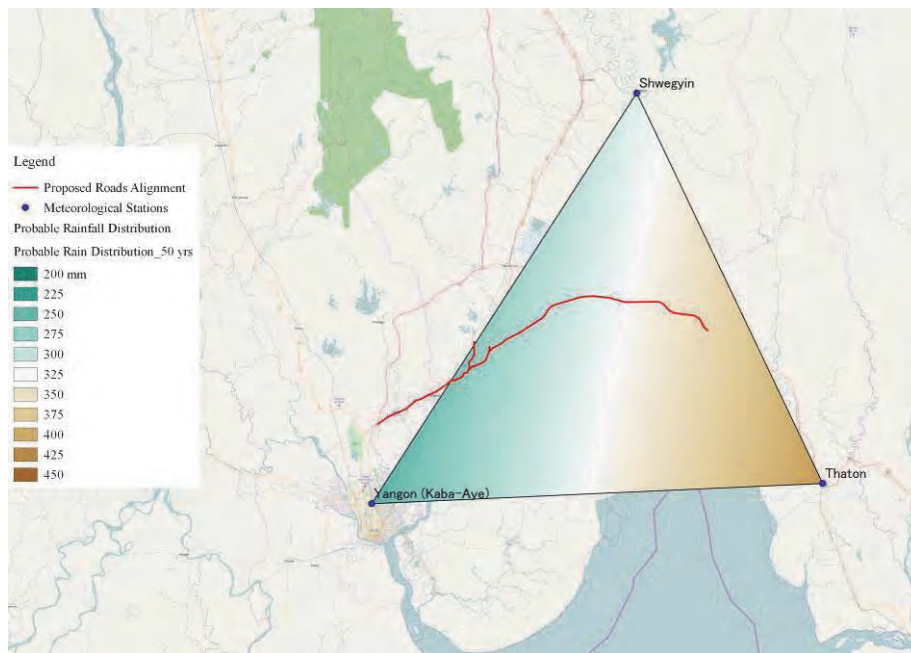 Shwegyin
Legend
Proposed Roads Alignment
Meteorological Stations
Probable Rainfall Distribution
Probable Rain Distribution_50 yrs
200 mm
225
250
275
300
325
350
375
400
425
450
Yangon (Kaba-Aye)
Thaton